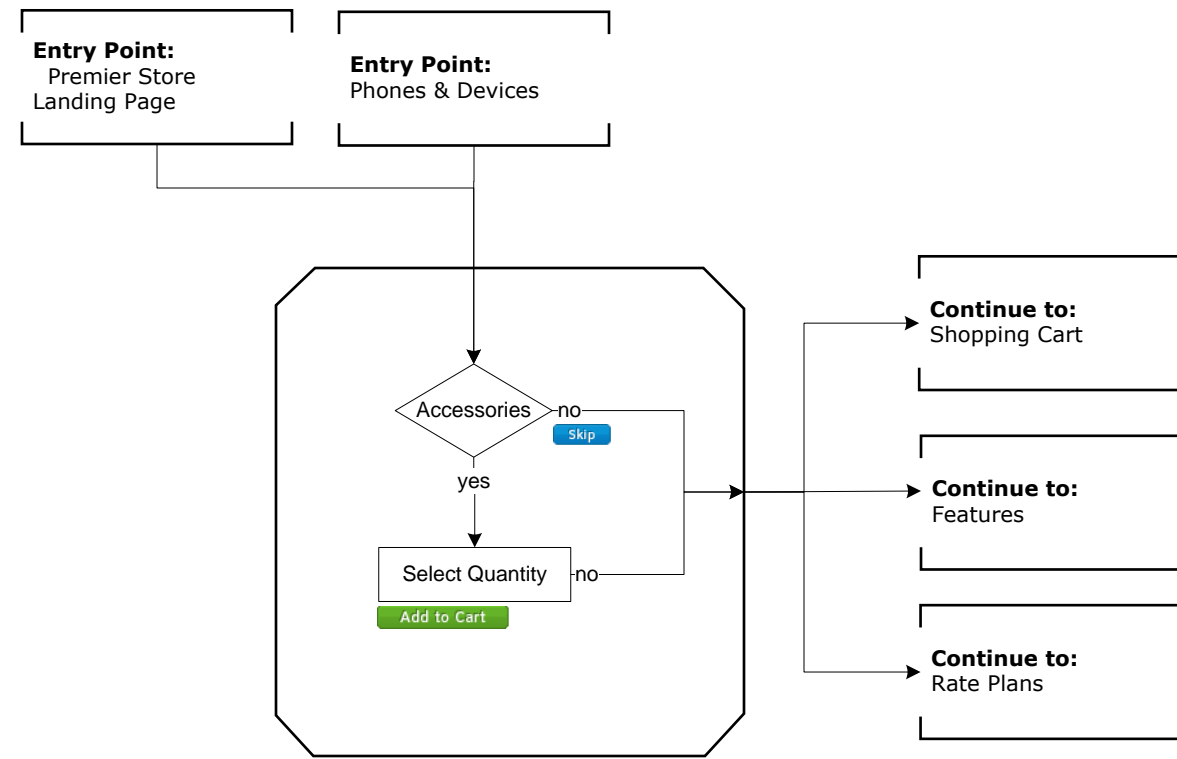 Entry Point:
Premier Store
Landing Page
Entry Point:
Phones & Devices
Continue to:
Shopping Cart
Accessories
no
Skip
yes
Continue to:
Features
Select Quantity
no
Add to Cart
Continue to:
Rate Plans